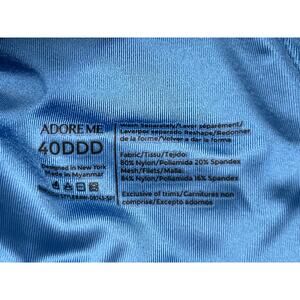 ADORE ME
40DDD
Designed in New York
Made in Myanmar
Wash Separately/Laver séparément/
Lavarpor separado Reshape/Redonner
de la forme/Volver a dar la
forma
Fabric/Tissu/Tejido:
80% Nylon/Poliamida 20% Spandex
Mesh/Filets/Malla:
84% Nylon/Poliamida 16% Spandex
Exclusive of trims/Garnitures non
comprise/Excepto adornos